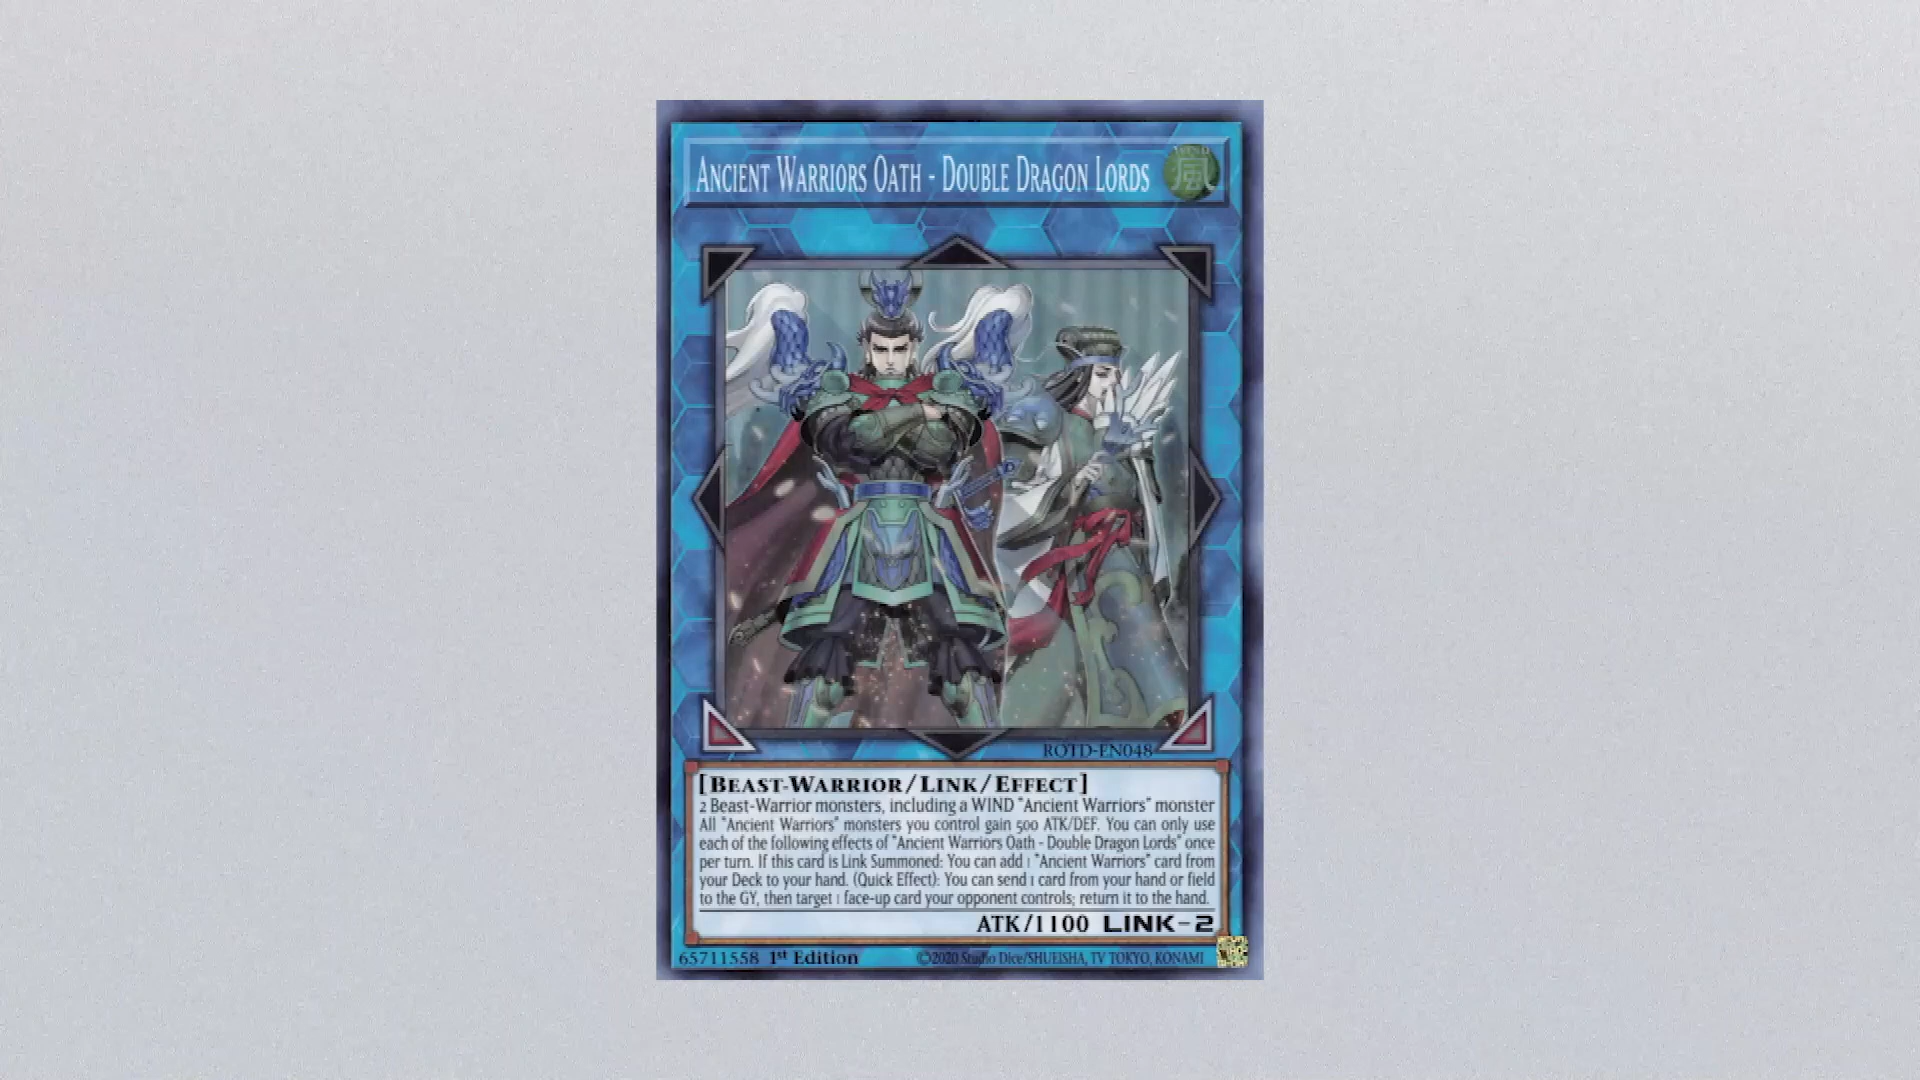 ANCIENT WARRIORS OATH - DOUBLE DRAGON LORDS
WIND
風
ROTD-EN048
[BEAST-WARRIOR/LINK/EFFECT]
2 Beast-Warrior monsters, including a WIND "Ancient Warriors" monster
All "Ancient Warriors" monsters you control gain 500 ATK/DEF. You can only use
each of the following effects of "Ancient Warriors Oath - Double Dragon Lords" once
per turn. If this card is Link Summoned: You can add 1 "Ancient Warriors" card from
your Deck to your hand. (Quick Effect): You can send 1 card from your hand or field
to the GY, then target 1 face-up card your opponent controls; return it to the hand.
ATK/1100 LINK-2
65711558 1st Edition ©2020 Studio Dice/SHUEISHA, TV TOKYO, KONAMI